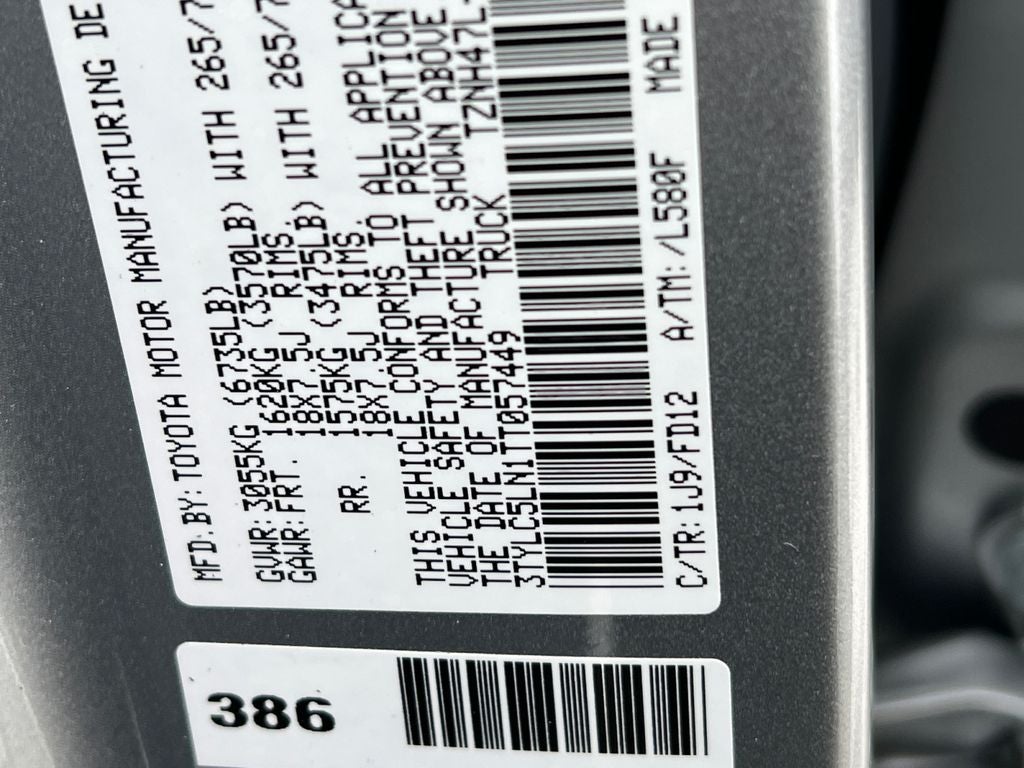 MFD.BY:TOYOTA MOTOR MANUFACTURING DE
GVWR:3055KG (6735LB)
GAWR:FRT. 1620KG (3570LB) WITH 265/7
18X7.5J RIMS,
RR. 1575KG (3475LB) WITH 265/7
18X7.5J RIMS.
THIS VEHICLE CONFORMS TO ALL APPLICA
VEHICLE SAFETY AND THEFT PREVENTION
THE DATE OF MANUFACTURE SHOWN ABOVE.
3TYLC5LN1TT057449 TRUCK TZNH47L-
C/TR:1J9/FD12 A/TM:/L580F MADE
386